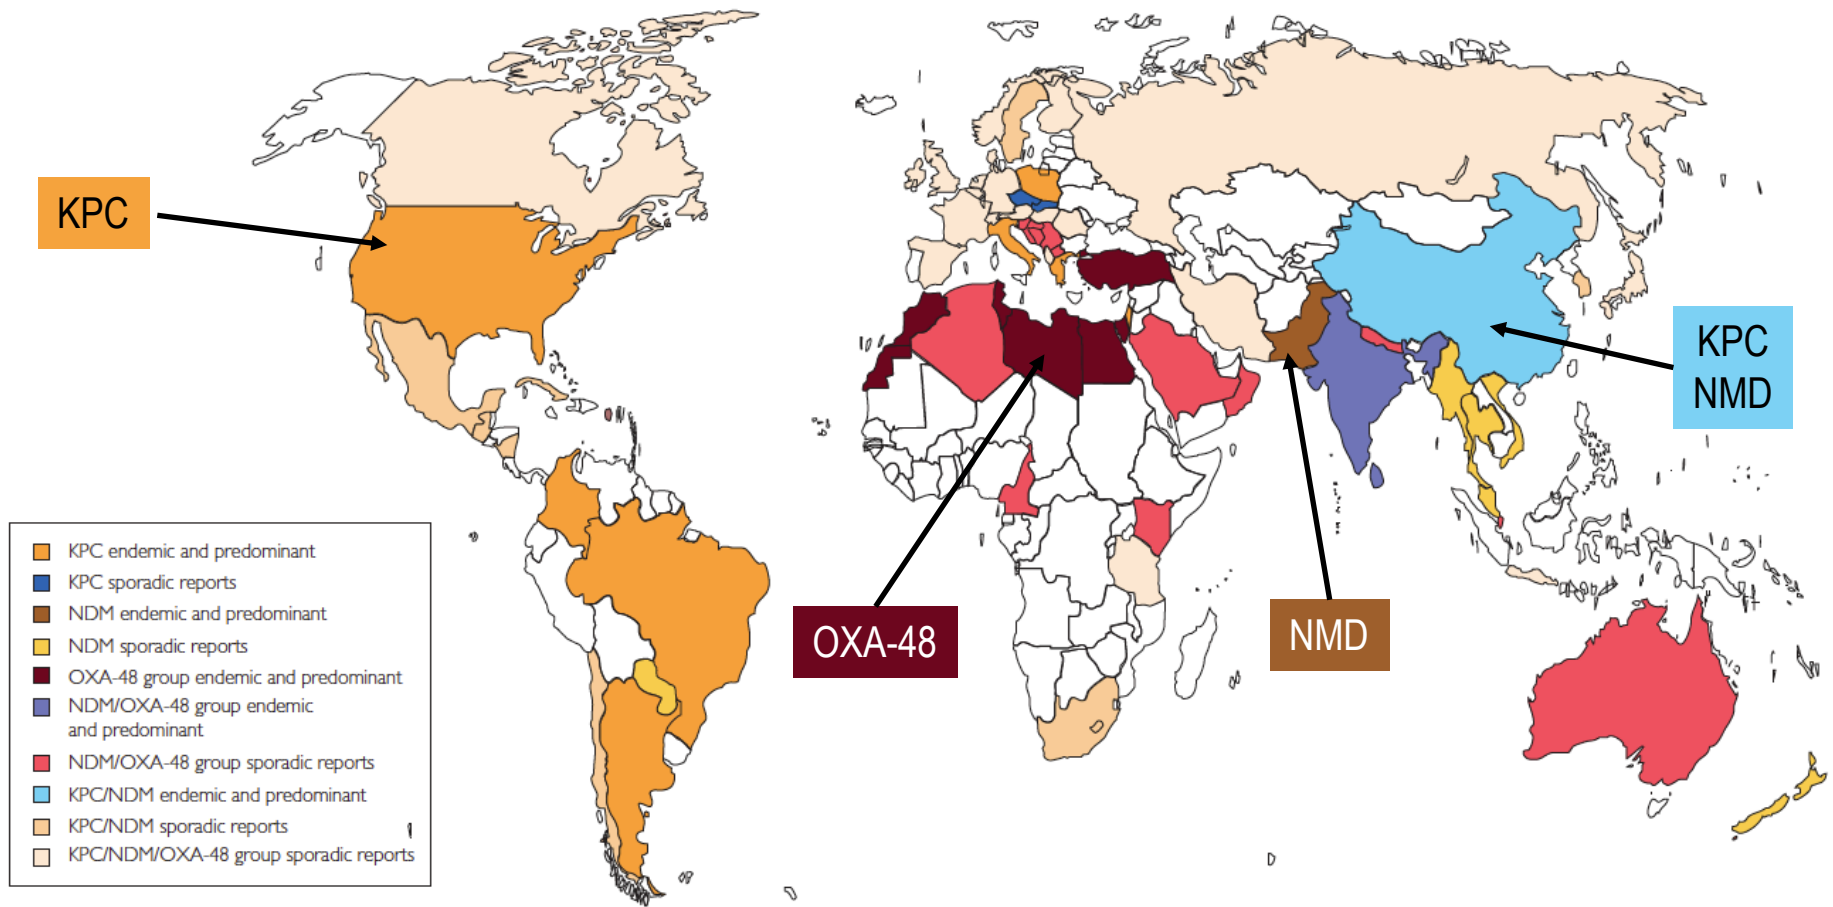 KPC
KPC
NMD
OXA-48
NMD
KPC endemic and predominant
KPC sporadic reports
NDM endemic and predominant
NDM sporadic reports
OXA-48 group endemic and predominant
NDM/OXA-48 group endemic
and predominant
NDM/OXA-48 group sporadic reports
KPC/NDM endemic and predominant
KPC/NDM sporadic reports
KPC/NDM/OXA-48 group sporadic reports